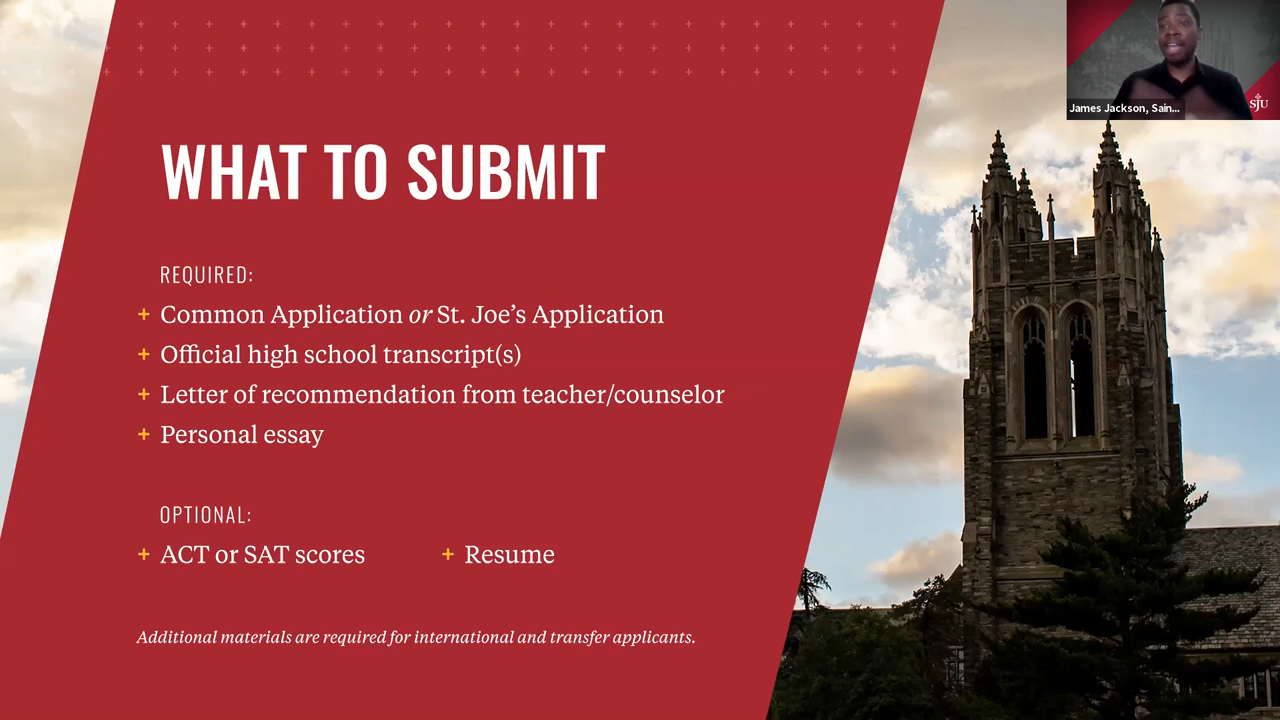 WHAT TO SUBMIT
REQUIRED:
+ Common Application or St. Joe’s Application
+ Official high school transcript(s)
+ Letter of recommendation from teacher/counselor
+ Personal essay
OPTIONAL:
+ ACT or SAT scores
+ Resume
Additional materials are required for international and transfer applicants.
James Jackson, Sain...
SJU